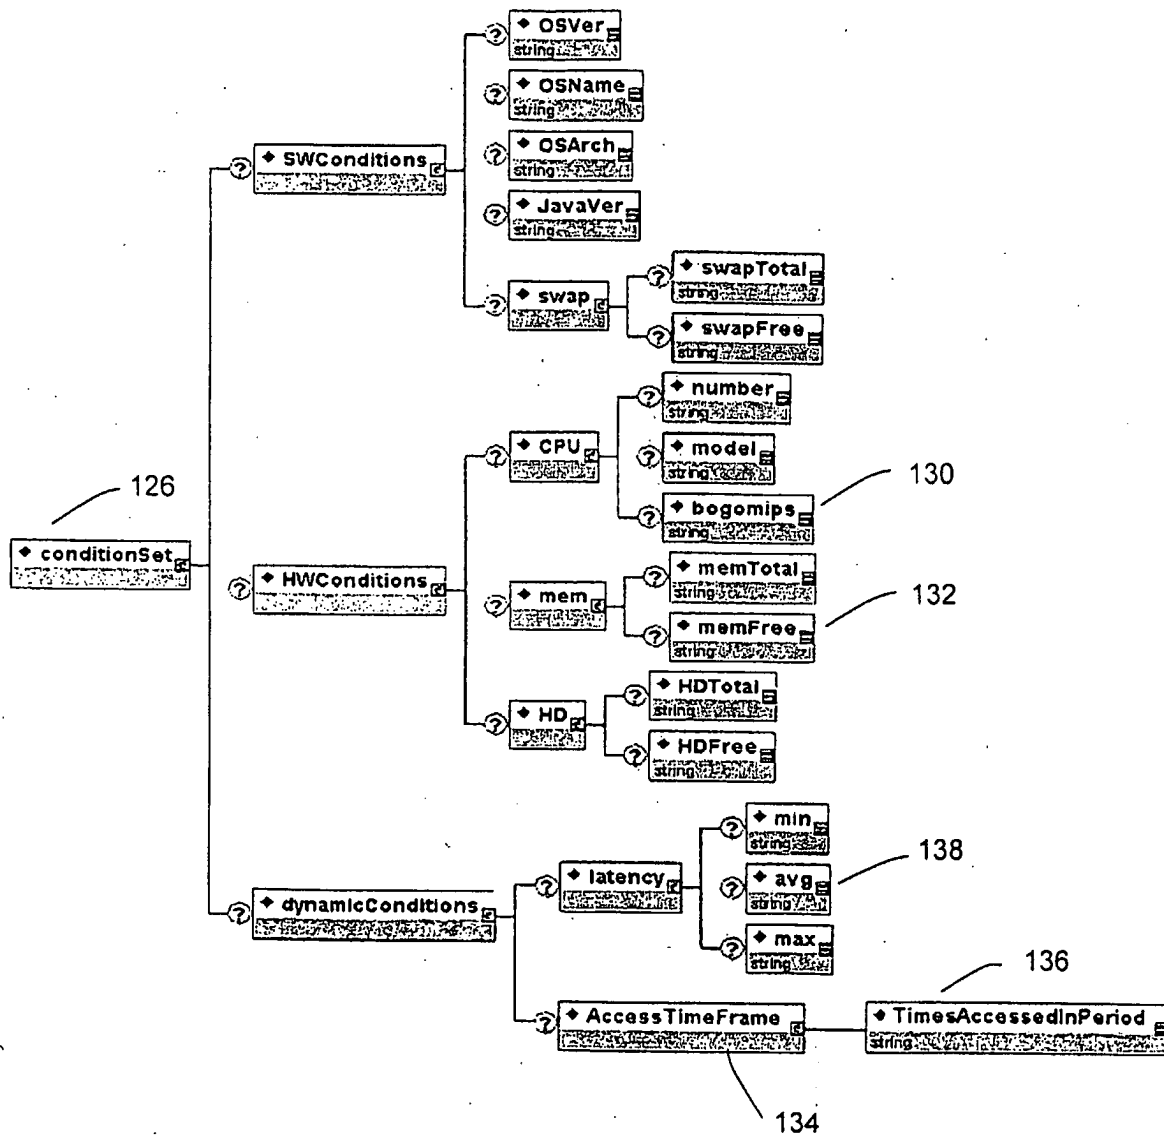 ◆ OSVer
string
◆ OSName
string
◆ OSArch
string
◆ SWConditions
◆ JavaVer
string
◆ swap
◆ swapTotal
string
◆ swapFree
string
◆ number
string
◆ CPU
◆ model
string
◆ bogomips
string
130
126
◆ conditionSet
◆ HWConditions
◆ mem
◆ memTotal
string
◆ memFree
string
132
◆ HD
◆ HDTotal
string
◆ HDFree
string
◆ dynamicConditions
◆ latency
◆ min
string
◆ avg
string
138
◆ max
string
◆ AccessTimeFrame
134
◆ TimesAccessedInPeriod
string
136